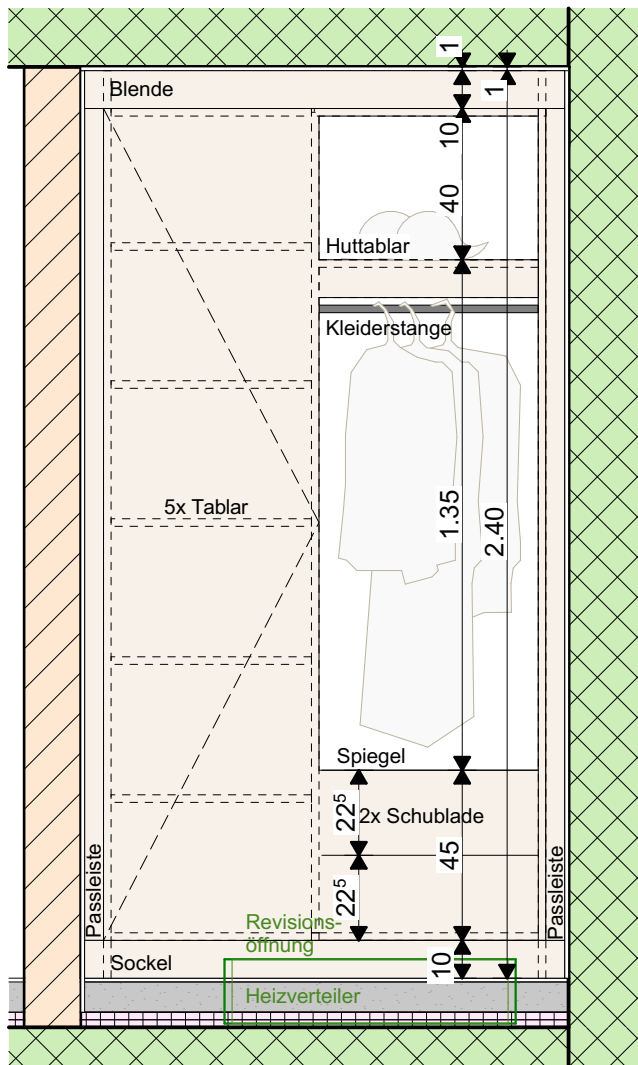 1
1
Blende
10
40
Huttablar
Kleiderstange
5x Tablar
1.35
2.40
Spiegel
22⁵
2x Schublade
45
22⁵
Passleiste
Passleiste
Revisions-
öffnung
Sockel
10
Heizverteiler